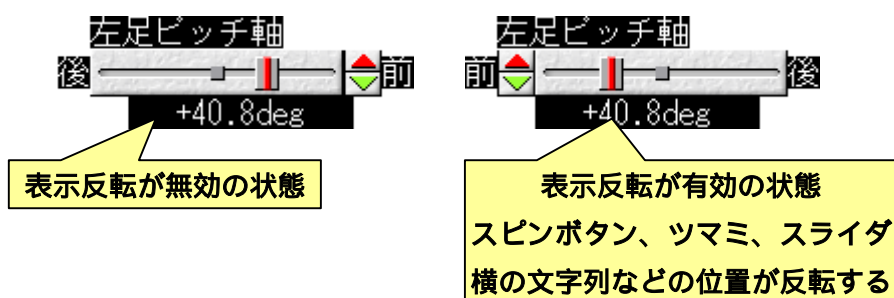 左足ピッチ軸
後
前
+40.8deg
表示反転が無効の状態
左足ピッチ軸
前
後
+40.8deg
表示反転が有効の状態
スピンボタン、ツマミ、スライダ
横の文字列などの位置が反転する